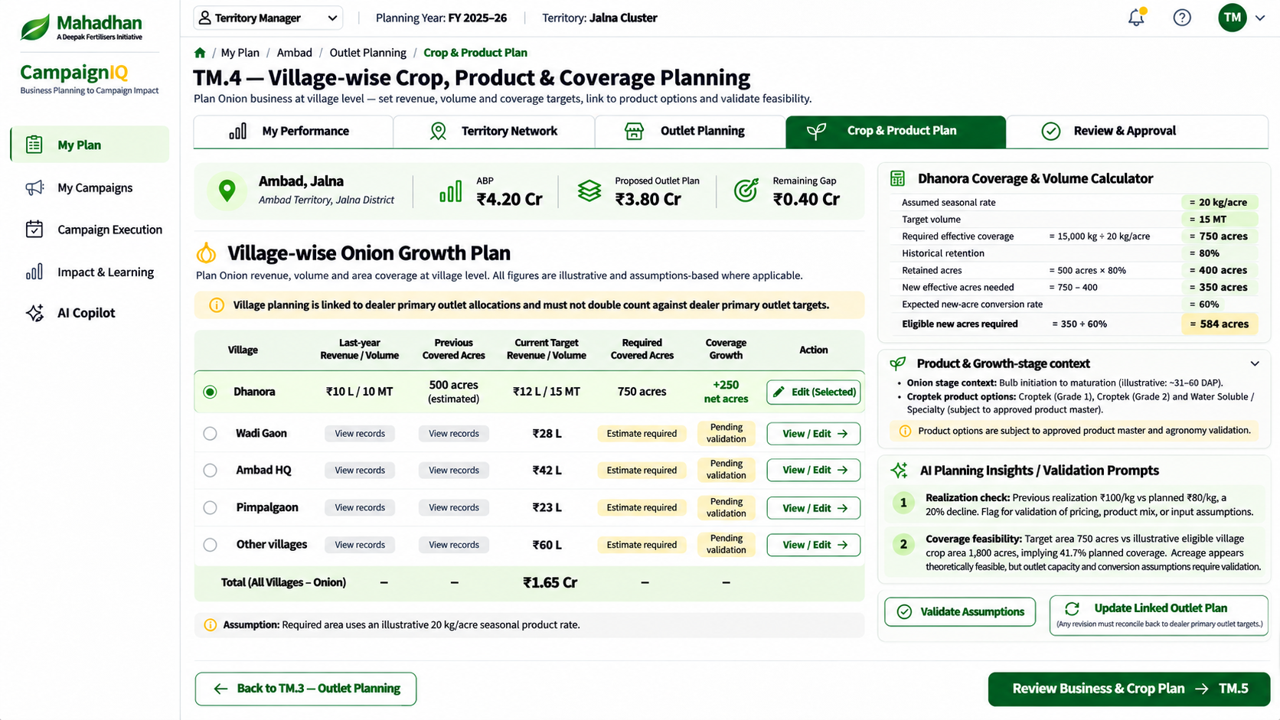 Mahadhan
A Deepak Fertilisers Initiative
CampaignIQ
Business Planning to Campaign Impact
My Plan
My Campaigns
Campaign Execution
Impact & Learning
AI Copilot
Territory Manager
Planning Year: FY 2025–26
Territory: Jalna Cluster
TM
/ My Plan / Ambad / Outlet Planning / Crop & Product Plan
TM.4 — Village-wise Crop, Product & Coverage Planning
Plan Onion business at village level — set revenue, volume and coverage targets, link to product options and validate feasibility.
My Performance
Territory Network
Outlet Planning
Crop & Product Plan
Review & Approval
Ambad, Jalna
Ambad Territory, Jalna District
ABP
₹4.20 Cr
Proposed Outlet Plan
₹3.80 Cr
Remaining Gap
₹0.40 Cr
Village-wise Onion Growth Plan
Plan Onion revenue, volume and area coverage at village level. All figures are illustrative and assumptions-based where applicable.
Village planning is linked to dealer primary outlet allocations and must not double count against dealer primary outlet targets.
Village Last-year Revenue / Volume Previous Covered Acres Current Target Revenue / Volume Required Covered Acres Coverage Growth Action
Dhanora ₹10 L / 10 MT 500 acres (estimated) ₹12 L / 15 MT 750 acres +250 net acres Edit (Selected)
Wadi Gaon View records View records ₹28 L Estimate required Pending validation View / Edit →
Ambad HQ View records View records ₹42 L Estimate required Pending validation View / Edit →
Pimpalgaon View records View records ₹23 L Estimate required Pending validation View / Edit →
Other villages View records View records ₹60 L Estimate required Pending validation View / Edit →
Total (All Villages – Onion) – – ₹1.65 Cr – –
Assumption: Required area uses an illustrative 20 kg/acre seasonal product rate.
Dhanora Coverage & Volume Calculator
Assumed seasonal rate = 20 kg/acre
Target volume = 15 MT
Required effective coverage = 15,000 kg ÷ 20 kg/acre = 750 acres
Historical retention = 80%
Retained acres = 500 acres × 80% = 400 acres
New effective acres needed = 750 – 400 = 350 acres
Expected new-acre conversion rate = 60%
Eligible new acres required = 350 ÷ 60% = 584 acres
Product & Growth-stage context
• Onion stage context: Bulb initiation to maturation (illustrative: ~31–60 DAP).
• Croptek product options: Croptek (Grade 1), Croptek (Grade 2) and Water Soluble /
Specialty (subject to approved product master).
Product options are subject to approved product master and agronomy validation.
AI Planning Insights / Validation Prompts
1
Realization check: Previous realization ₹100/kg vs planned ₹80/kg, a
20% decline. Flag for validation of pricing, product mix, or input assumptions.
2
Coverage feasibility: Target area 750 acres vs illustrative eligible village
crop area 1,800 acres, implying 41.7% planned coverage. Acreage appears
theoretically feasible, but outlet capacity and conversion assumptions require validation.
Validate Assumptions
Update Linked Outlet Plan
(Any revision must reconcile back to dealer primary outlet targets.)
← Back to TM.3 — Outlet Planning
Review Business & Crop Plan → TM.5